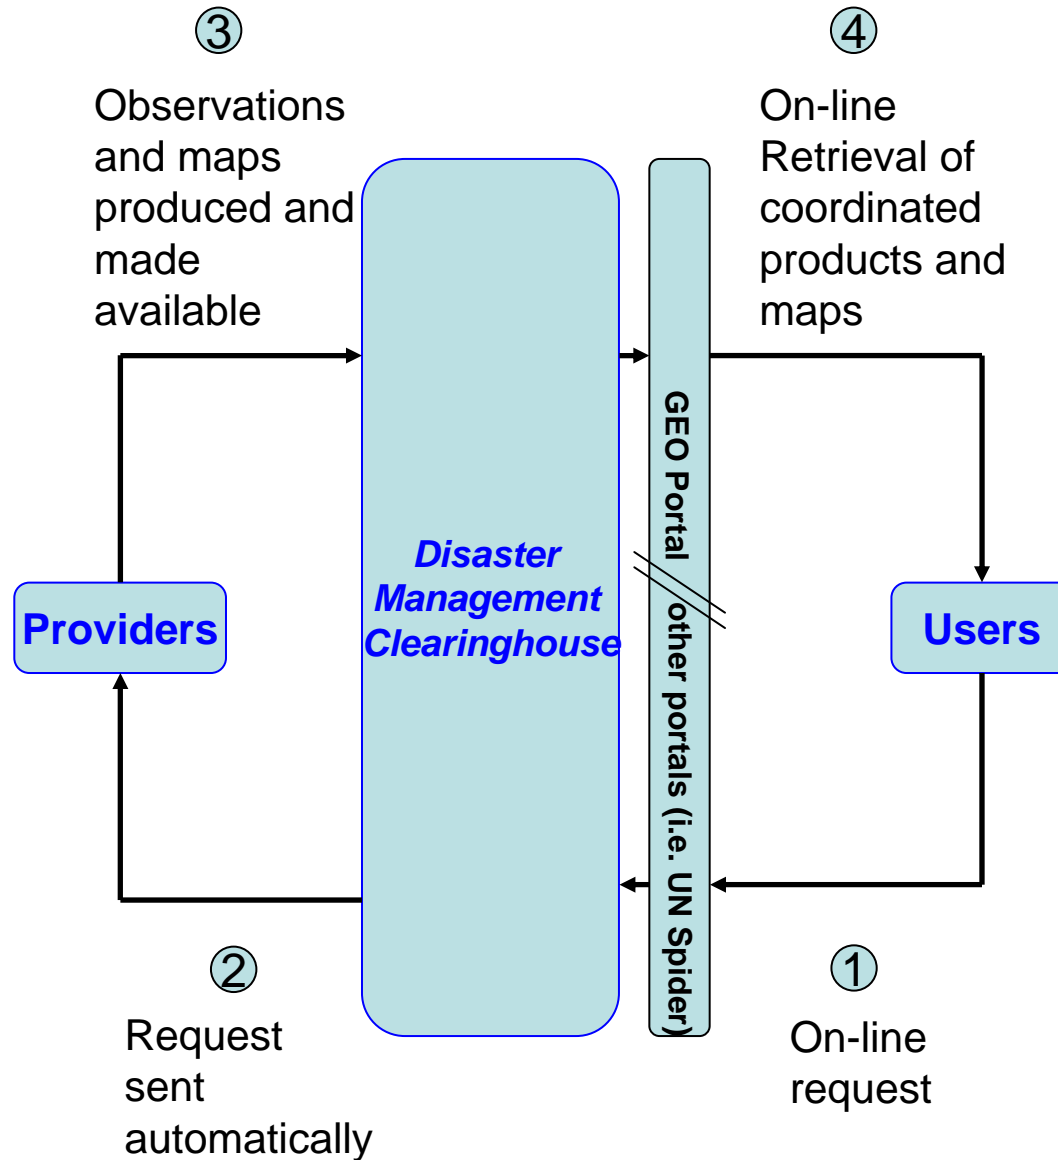 3
Observations
and maps
produced and
made
available
4
On-line
Retrieval of
coordinated
products and
maps
Disaster
Management
Clearinghouse
GEO Portal other portals (i.e. UN Spider)
Providers
Users
2
Request
sent
automatically
1
On-line
request